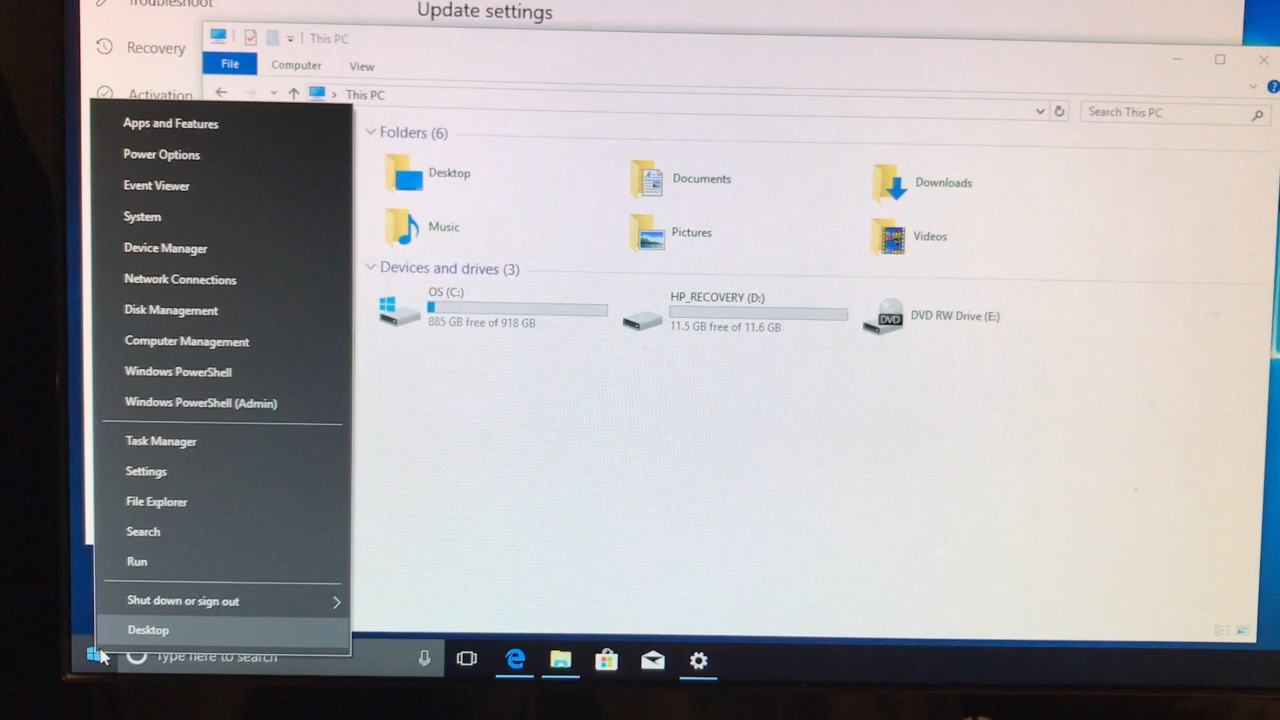 Troubleshoot
Update settings
Recovery
This PC
File
Computer
View
Activation
This PC
Search This PC
Apps and Features
Power Options
Event Viewer
System
Device Manager
Network Connections
Disk Management
Computer Management
Windows PowerShell
Windows PowerShell (Admin)
Task Manager
Settings
File Explorer
Search
Run
Shut down or sign out
Desktop
Folders (6)
Desktop
Documents
Downloads
Music
Pictures
Videos
Devices and drives (3)
OS (C:)
885 GB free of 918 GB
HP_RECOVERY (D:)
11.5 GB free of 11.6 GB
DVD
DVD RW Drive (E:)
Type here to search